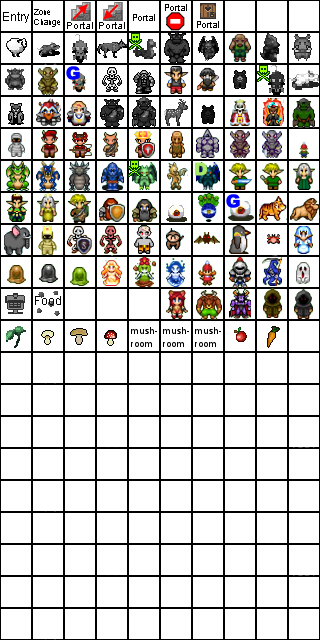 Entry
Zone
Change
Portal
Portal
Portal
Portal
Portal
G
D
G
Food
mush-
room
mush-
room
mush-
room